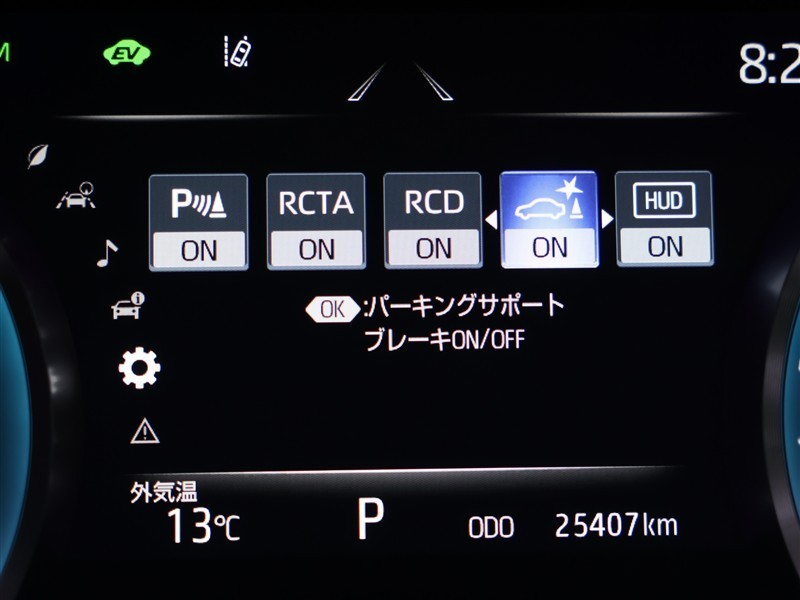 EV
8:2
P
RCTA
RCD
HUD
ON
ON
ON
ON
ON
OK:パーキングサポート
ブレーキON/OFF
外気温
13℃
P
ODO 25407km